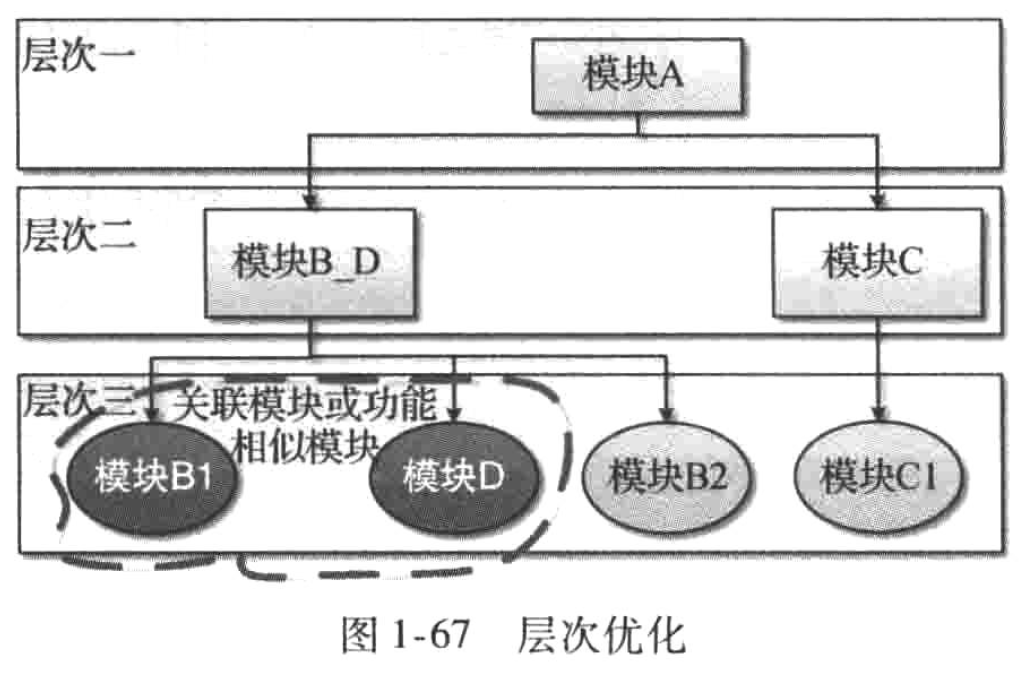 层次一
模块A
层次二
模块B_D
模块C
层次三
关联模块或功能
相似模块
模块B1
模块D
模块B2
模块C1
图1-67 层次优化